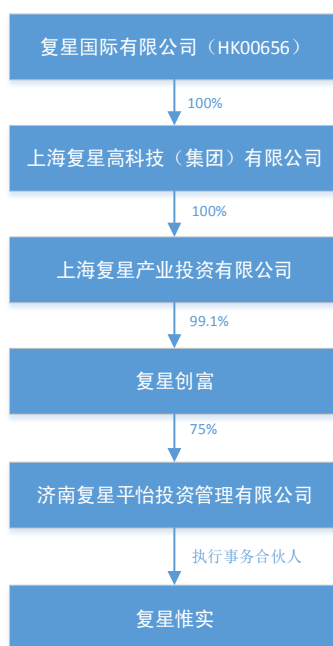 复星国际有限公司（HK00656）
100%
上海复星高科技（集团）有限公司
100%
上海复星产业投资有限公司
99.1%
复星创富
75%
济南复星平怡投资管理有限公司
执行事务合伙人
复星惟实